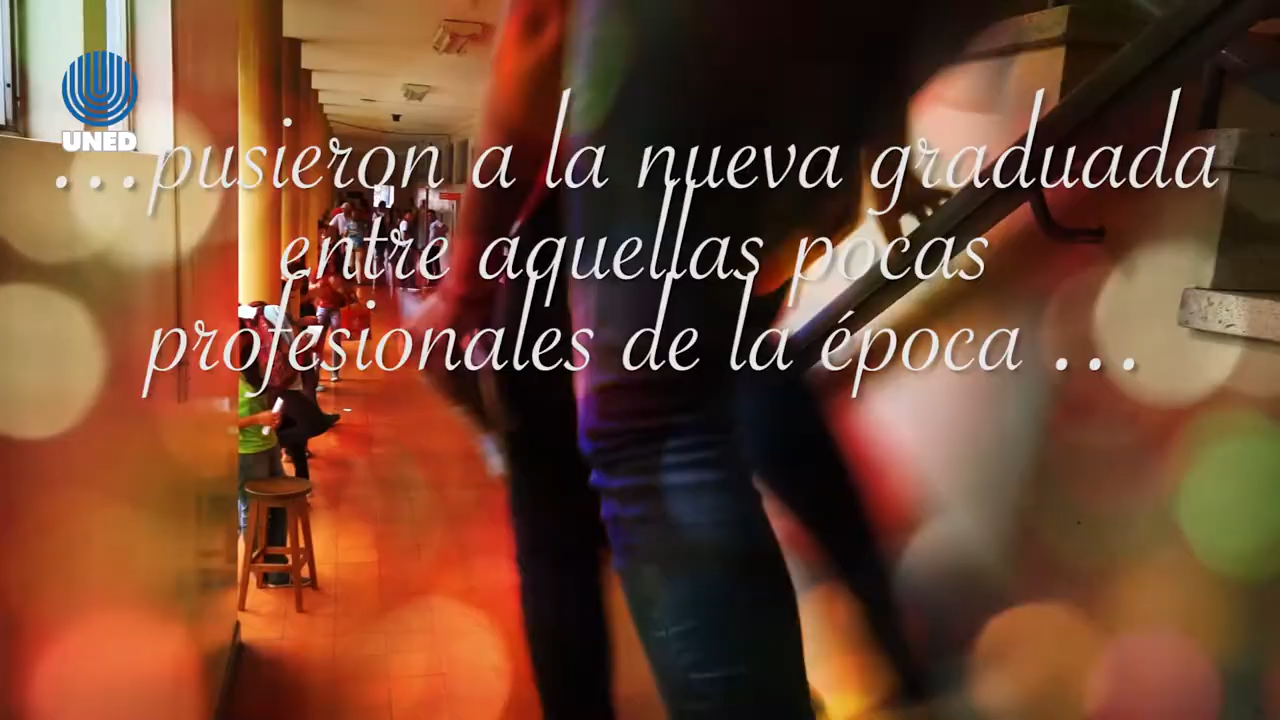 UNED
...pusieron a la nueva graduada
entre aquellas pocas
profesionales de la época ...